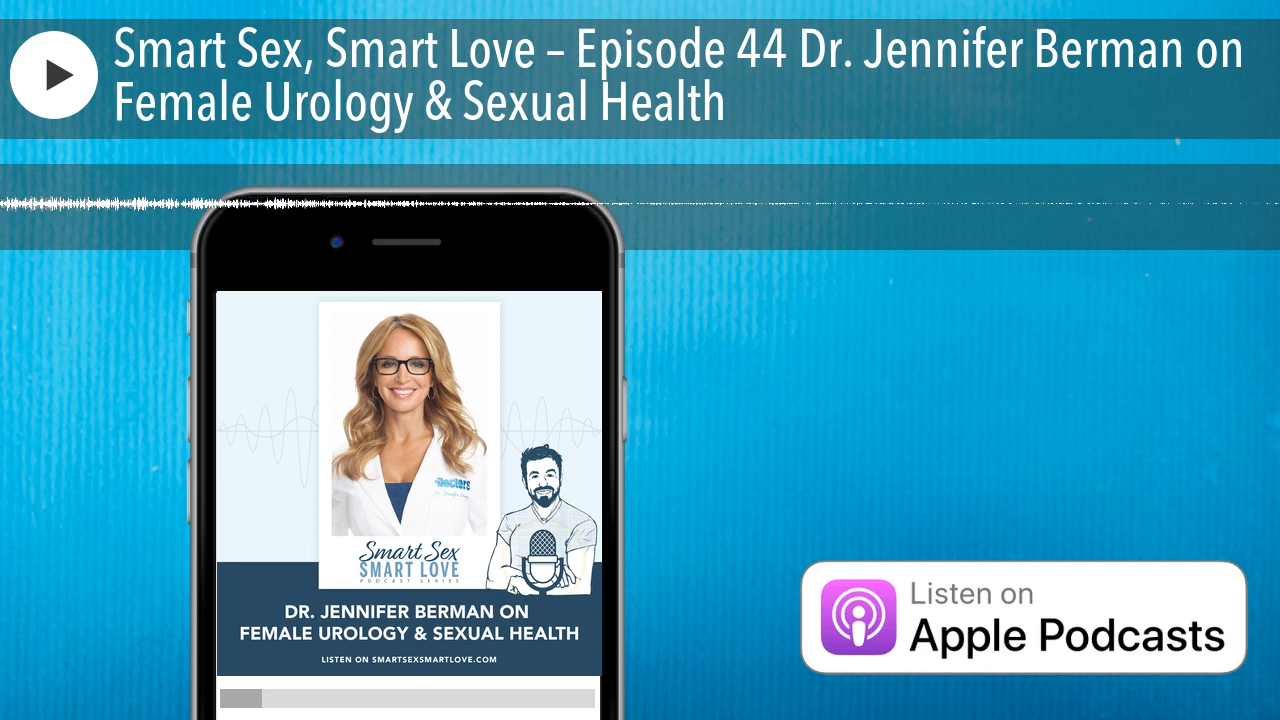 Smart Sex, Smart Love – Episode 44 Dr. Jennifer Berman on
Female Urology & Sexual Health
Doctors
Smart Sex
SMART LOVE
PODCAST SERIES
DR. JENNIFER BERMAN ON
FEMALE UROLOGY & SEXUAL HEALTH
LISTEN ON SMARTSEXSMARTLOVE.COM
Listen on
Apple Podcasts